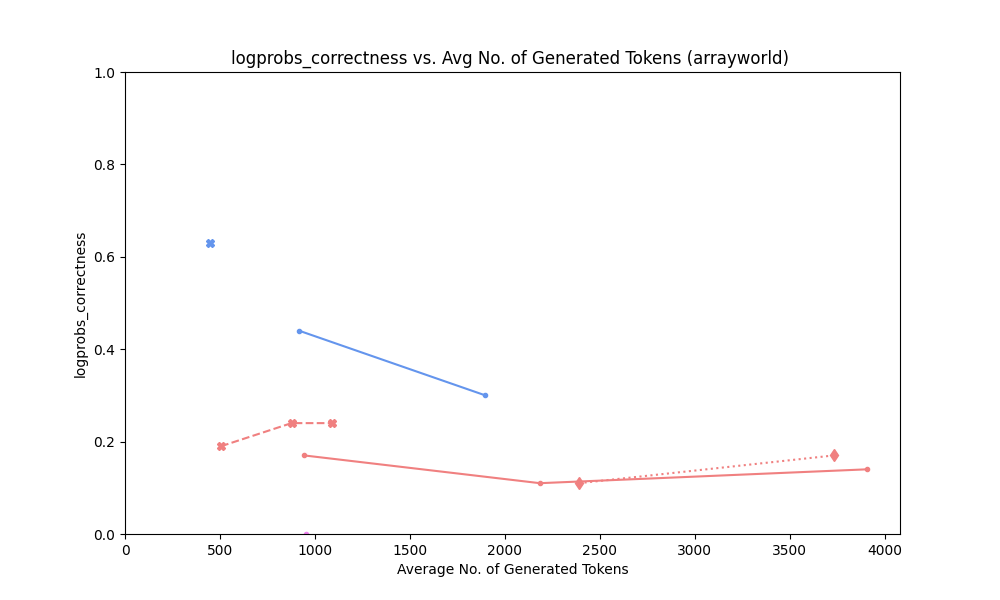 logprobs_correctness vs. Avg No. of Generated Tokens (arrayworld)
1.0
0.8
0.6
0.4
0.2
0.0
logprobs_correctness
0 500 1000 1500 2000 2500 3000 3500 4000
Average No. of Generated Tokens